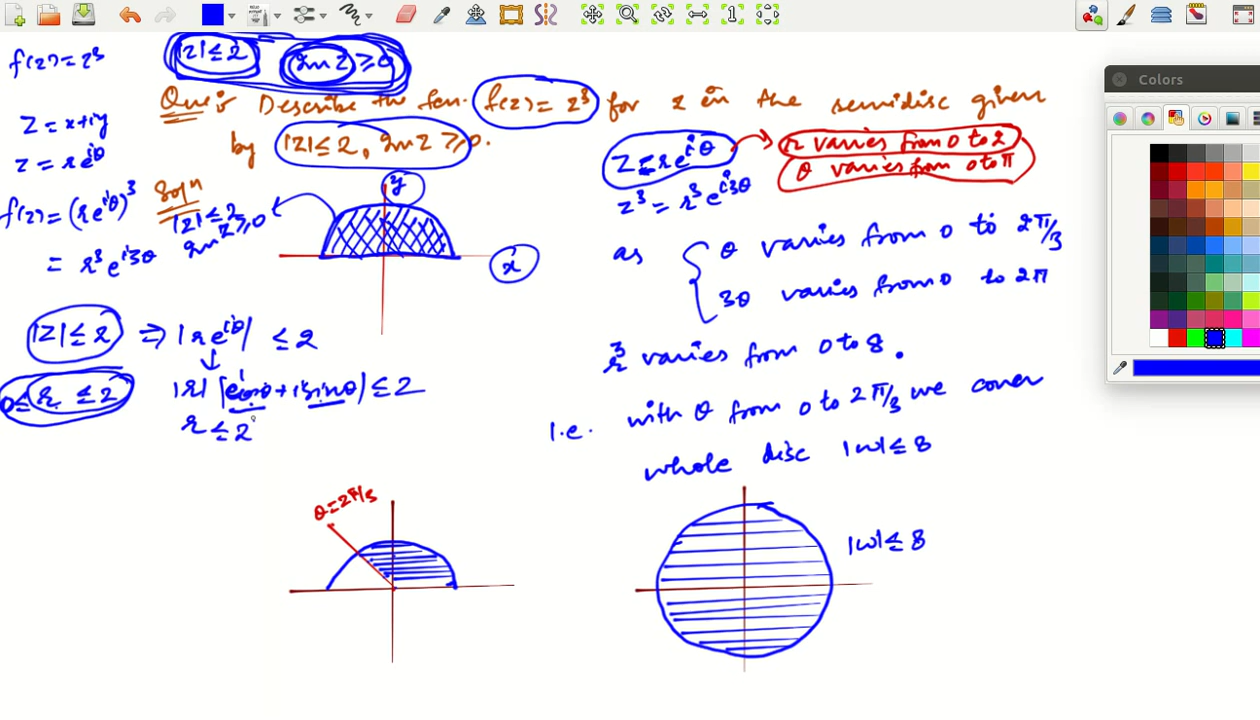 f(z)=z³
|z|≤2 Im z ≥0
Ques: Describe the fcn. f(z)=z³ for z in the semidisc given
by |z|≤2, Im z ≥0.
z=x+iy
z=re^{iθ}
f(z)=(re^{iθ})³
= r³e^{i3θ}
Solⁿ
|z|≤2
Im z ≥0
y
x
z=re^{iθ}
r varies from 0 to 2
θ varies from 0 to π
z³ = r³e^{i3θ}
as θ varies from 0 to 2π/3
3θ varies from 0 to 2π
r³ varies from 0 to 8.
i.e. with θ from 0 to 2π/3 we cover
whole disc |w|≤8
|z|≤2 ⇒ |re^{iθ}| ≤2
0≤r≤2
|r| |cosθ+isinθ|≤2
r≤2
θ=2π/3
|w|≤8
Colors